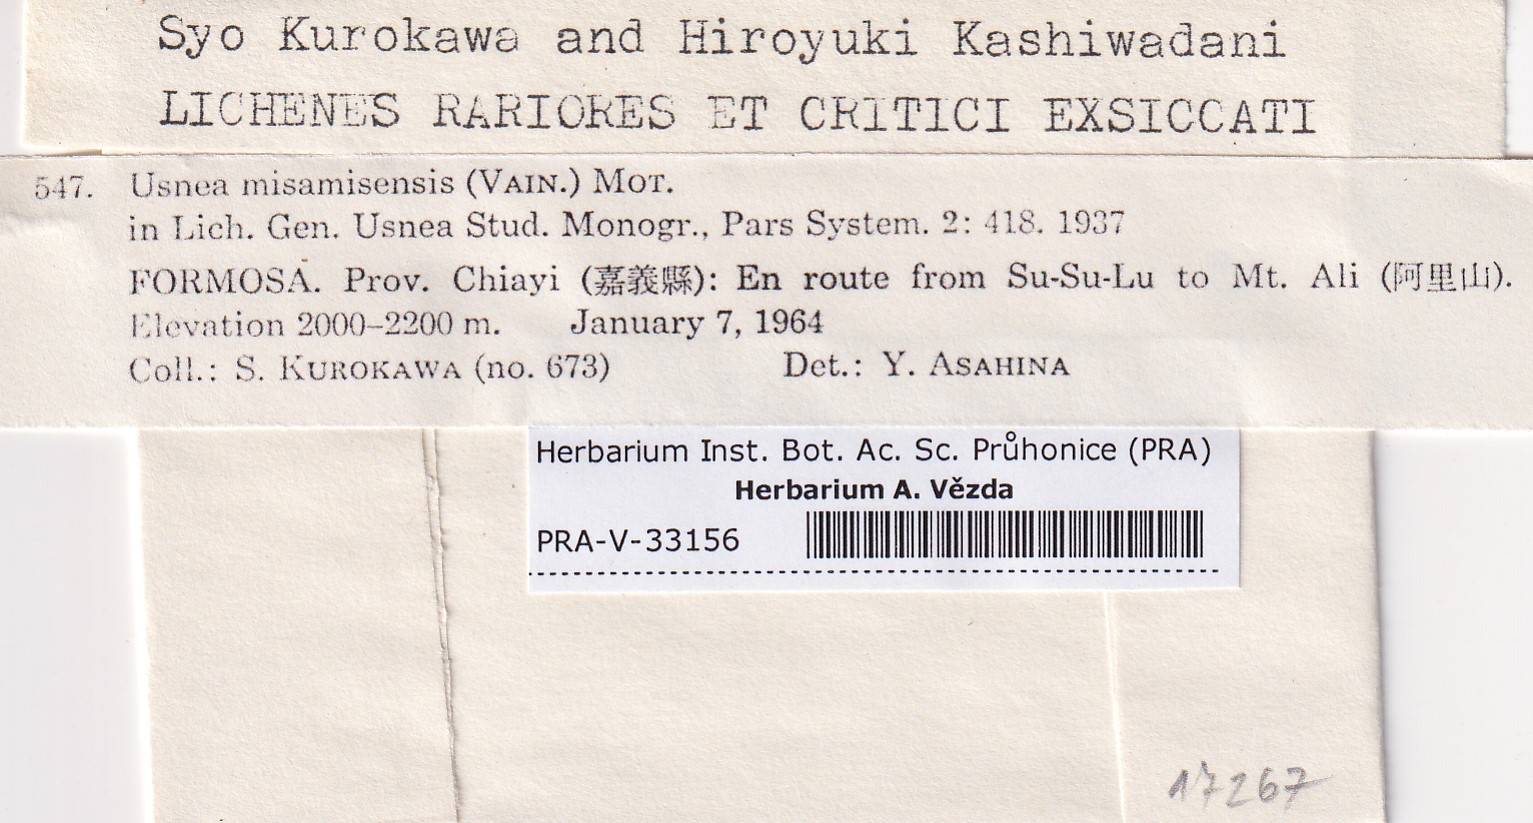 Syo Kurokawa and Hiroyuki Kashiwadani
LICHENES RARIORES ET CRITICI EXSICCATI
547. Usnea misamisensis (VAIN.) MOT.
in Lich. Gen. Usnea Stud. Monogr., Pars System. 2: 418. 1937
FORMOSA. Prov. Chiayi (嘉義縣): En route from Su-Su-Lu to Mt. Ali (阿里山).
Elevation 2000–2200 m. January 7, 1964
Coll.: S. KUROKAWA (no. 673) Det.: Y. ASAHINA
Herbarium Inst. Bot. Ac. Sc. Průhonice (PRA)
Herbarium A. Vězda
PRA-V-33156
17267